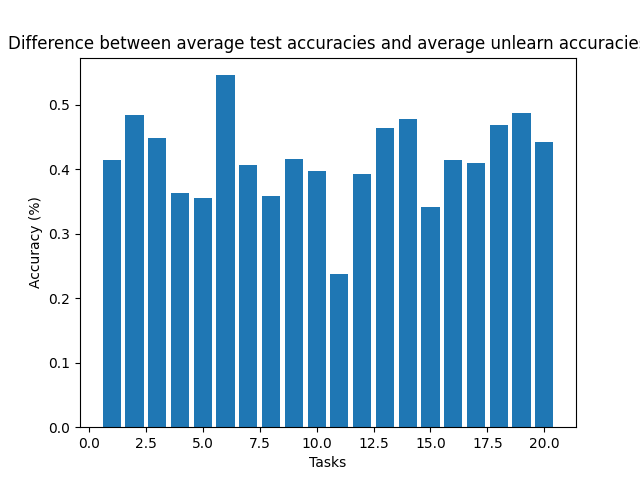 Difference between average test accuracies and average unlearn accuracies
0.5
0.4
0.3
0.2
0.1
0.0
Accuracy (%)
0.0 2.5 5.0 7.5 10.0 12.5 15.0 17.5 20.0
Tasks